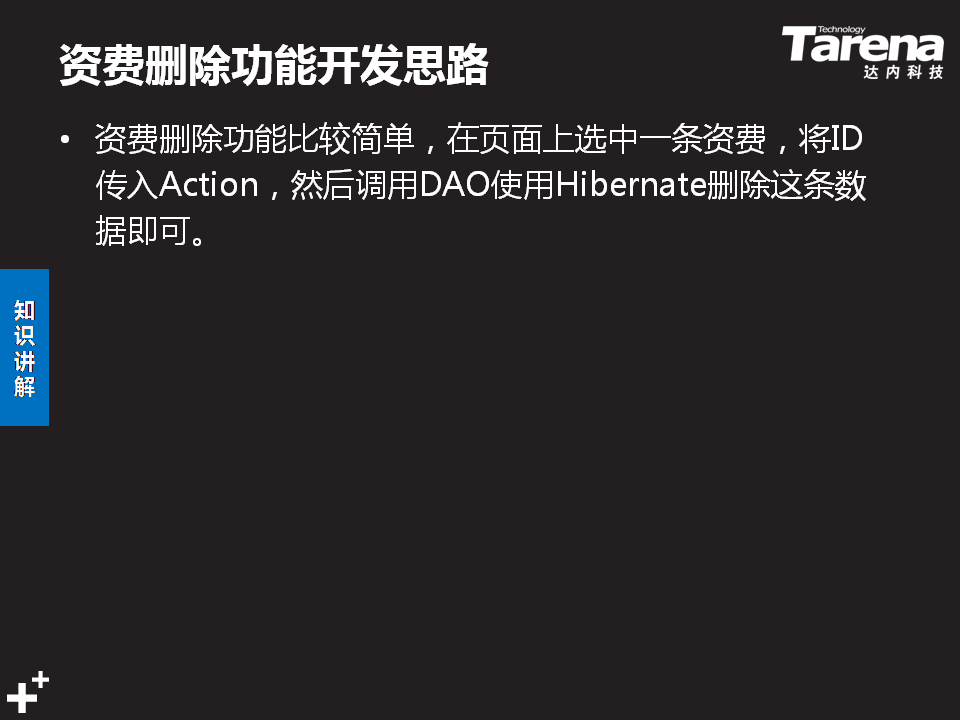 资费删除功能开发思路
Technology
Tarena
达内科技
• 资费删除功能比较简单，在页面上选中一条资费，将ID
传入Action，然后调用DAO使用Hibernate删除这条数
据即可。
知
识
讲
解